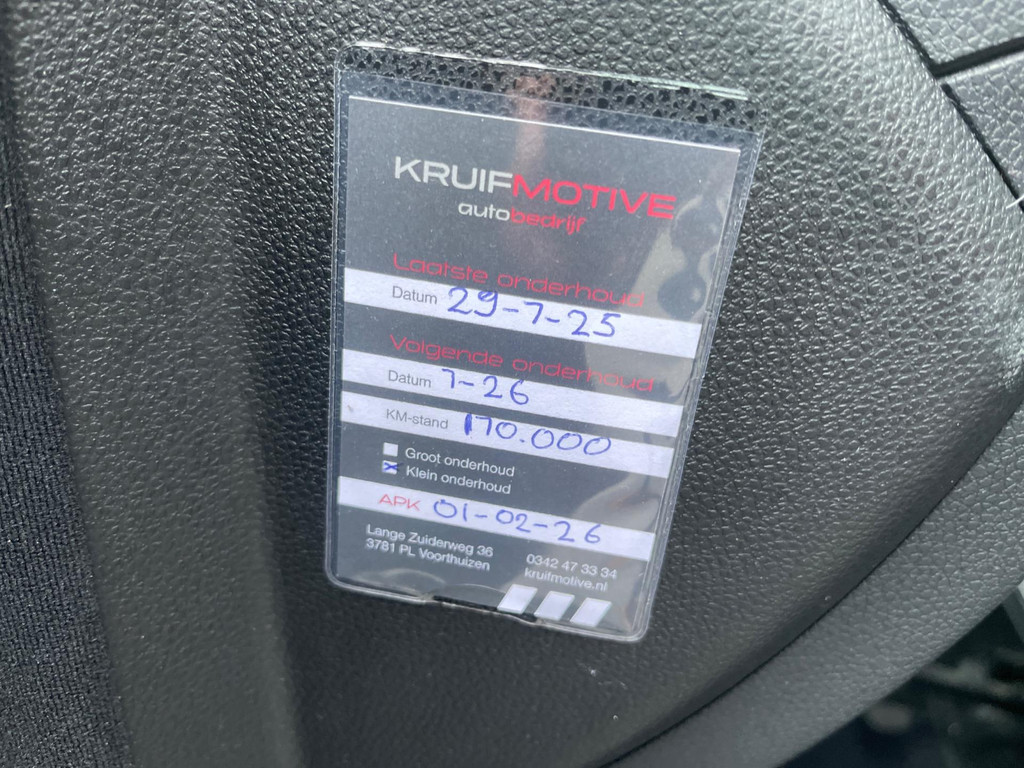 KRUIFMOTIVE
autobedrijf
Laatste onderhoud
Datum 29-7-25
Volgende onderhoud
Datum 7-26
KM-stand 170.000
Groot onderhoud
Klein onderhoud
APK 01-02-26
Lange Zuiderweg 36
3781 PL Voorthuizen
0342 47 33 34
kruifmotive.nl